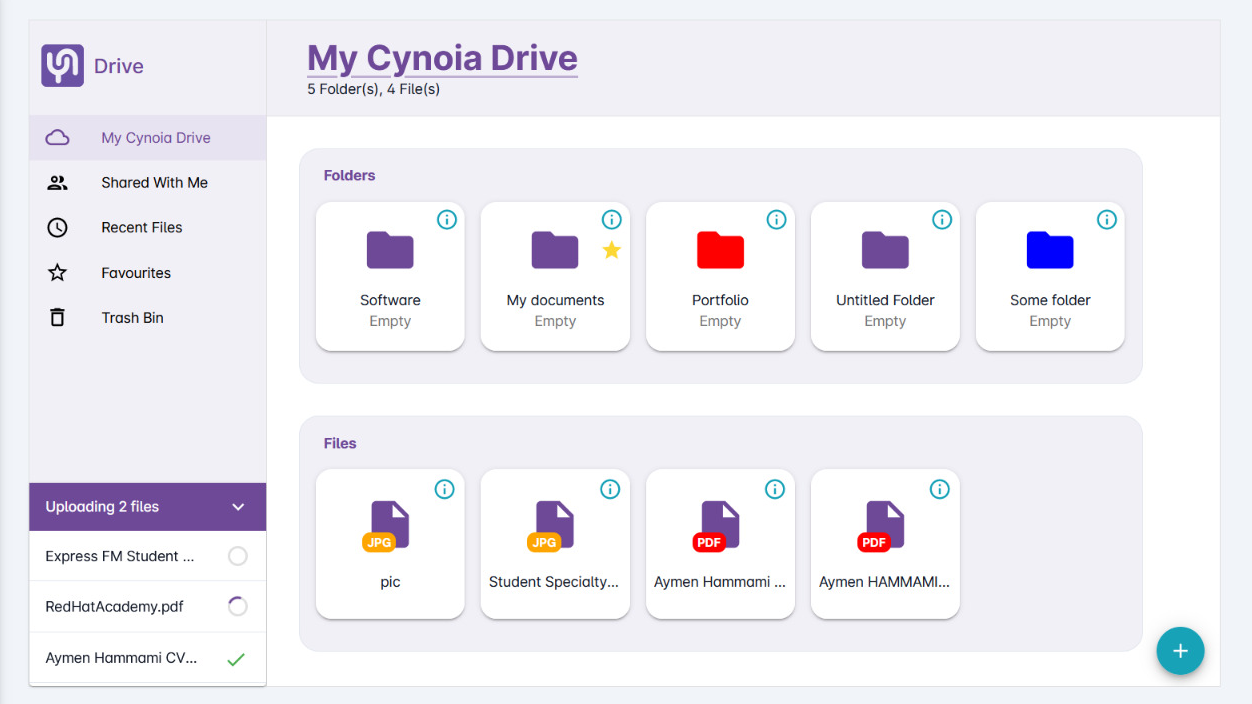 Drive
My Cynoia Drive
Shared With Me
Recent Files
Favourites
Trash Bin
Uploading 2 files
Express FM Student ...
RedHatAcademy.pdf
Aymen Hammami CV...
My Cynoia Drive
5 Folder(s), 4 File(s)
Folders
Software
Empty
My documents
Empty
Portfolio
Empty
Untitled Folder
Empty
Some folder
Empty
Files
JPG
pic
JPG
Student Specialty...
PDF
Aymen Hammami ...
PDF
Aymen HAMMAMI...